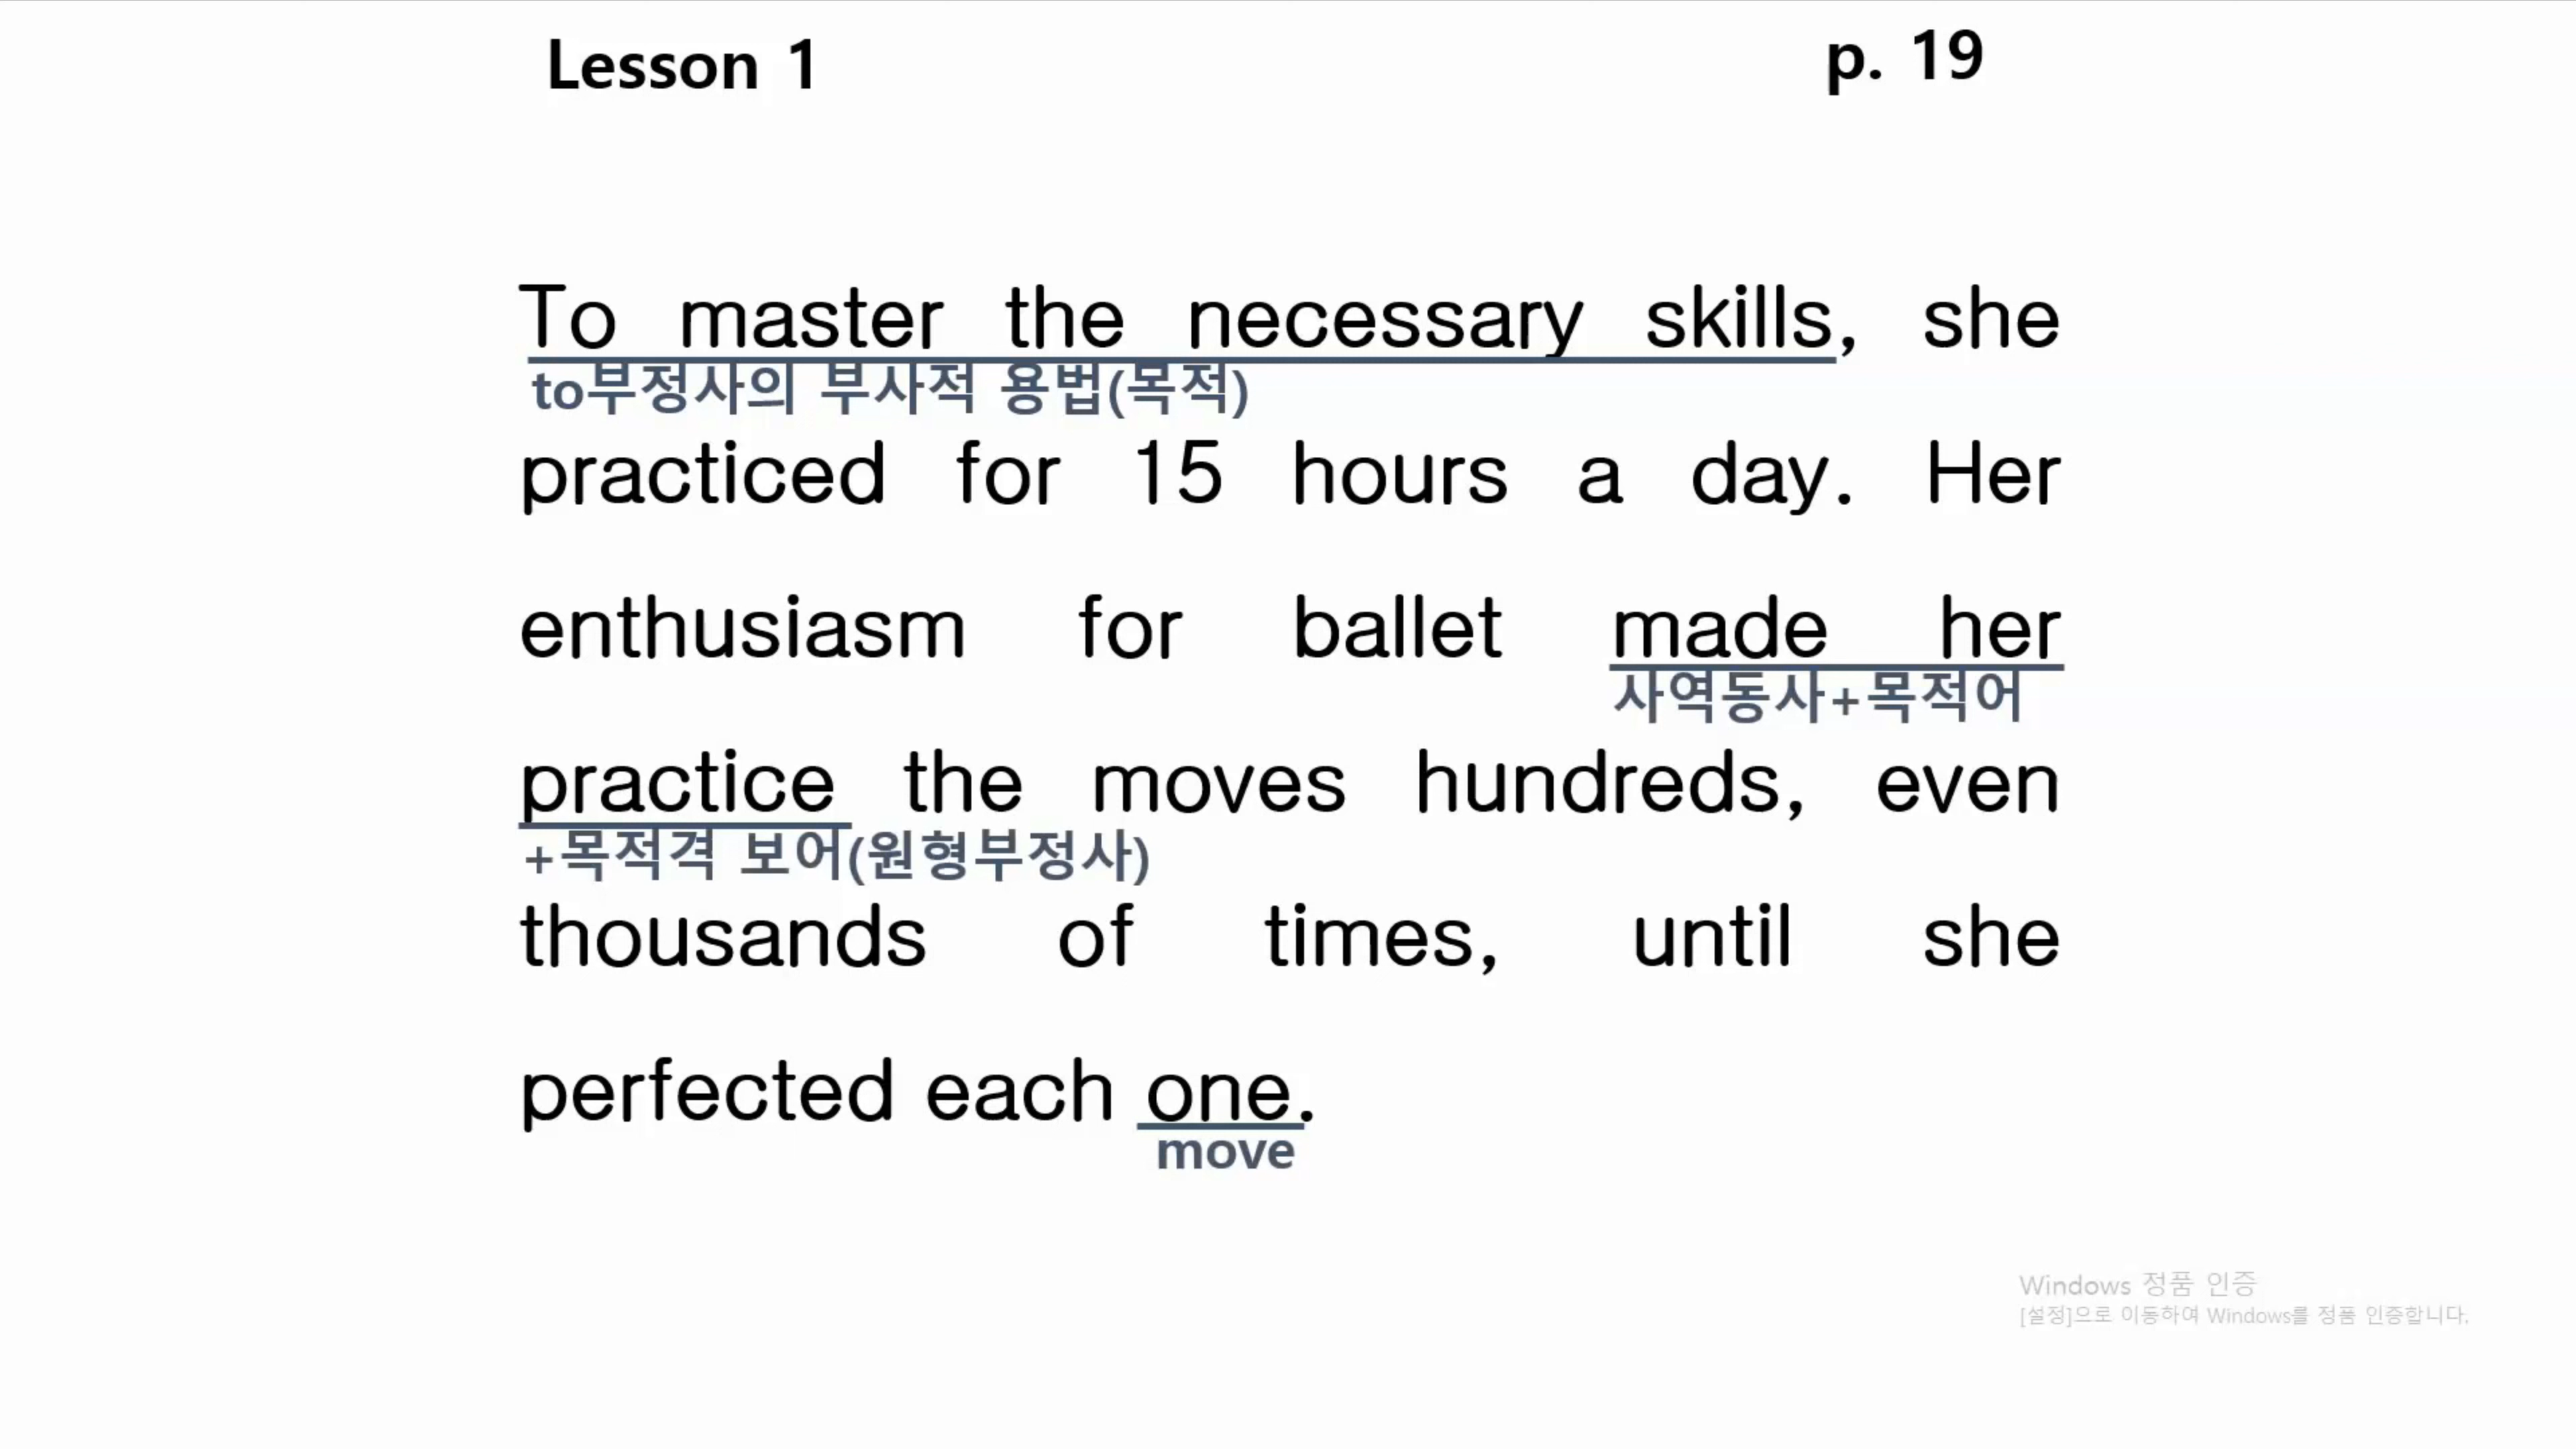 Lesson 1
p. 19
To master the necessary skills, she
to부정사의 부사적 용법(목적)
practiced for 15 hours a day. Her
enthusiasm for ballet made her
사역동사+목적어
practice the moves hundreds, even
+목적격 보어(원형부정사)
thousands of times, until she
perfected each one.
move
Windows 정품 인증
[설정]으로 이동하여 Windows를 정품 인증합니다.